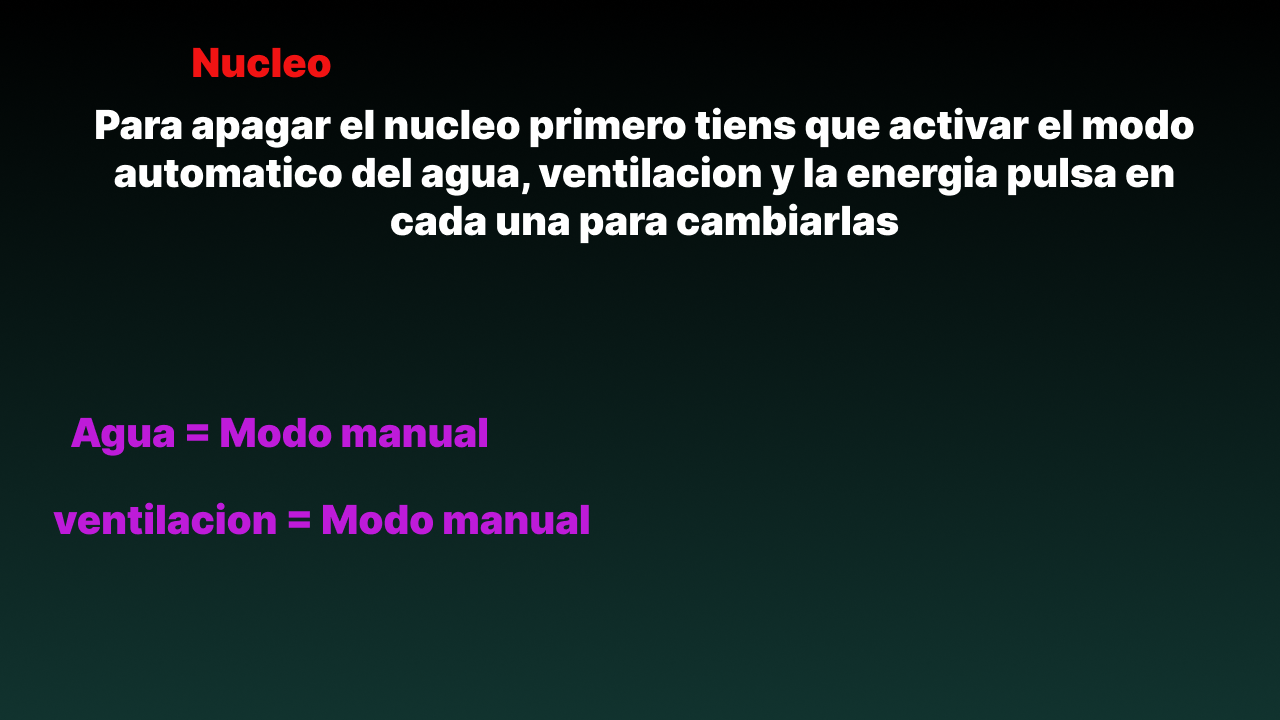 Nucleo
Para apagar el nucleo primero tiens que activar el modo
automatico del agua, ventilacion y la energia pulsa en
cada una para cambiarlas
Agua = Modo manual
ventilacion = Modo manual